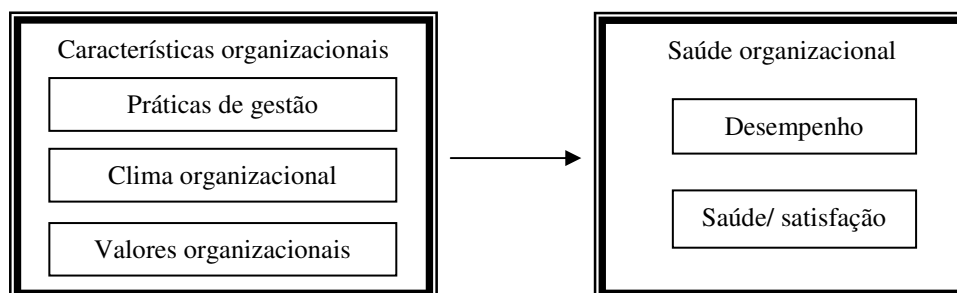 Características organizacionais
Práticas de gestão
Clima organizacional
Valores organizacionais
Saúde organizacional
Desempenho
Saúde/ satisfação